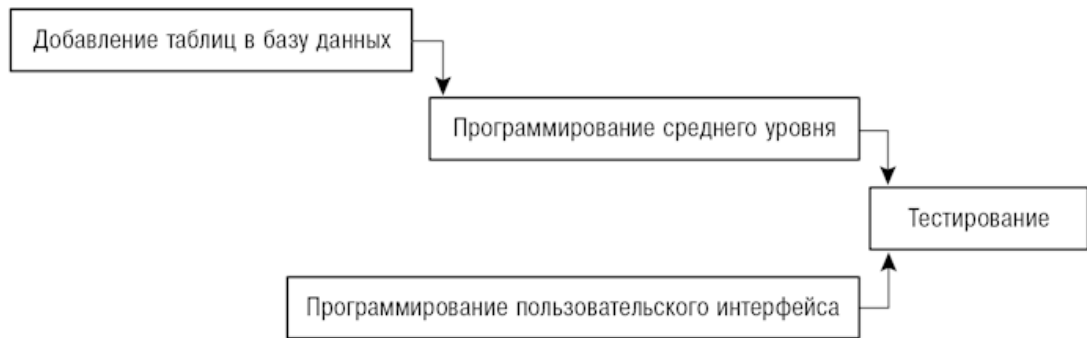 Добавление таблиц в базу данных
Программирование среднего уровня
Тестирование
Программирование пользовательского интерфейса